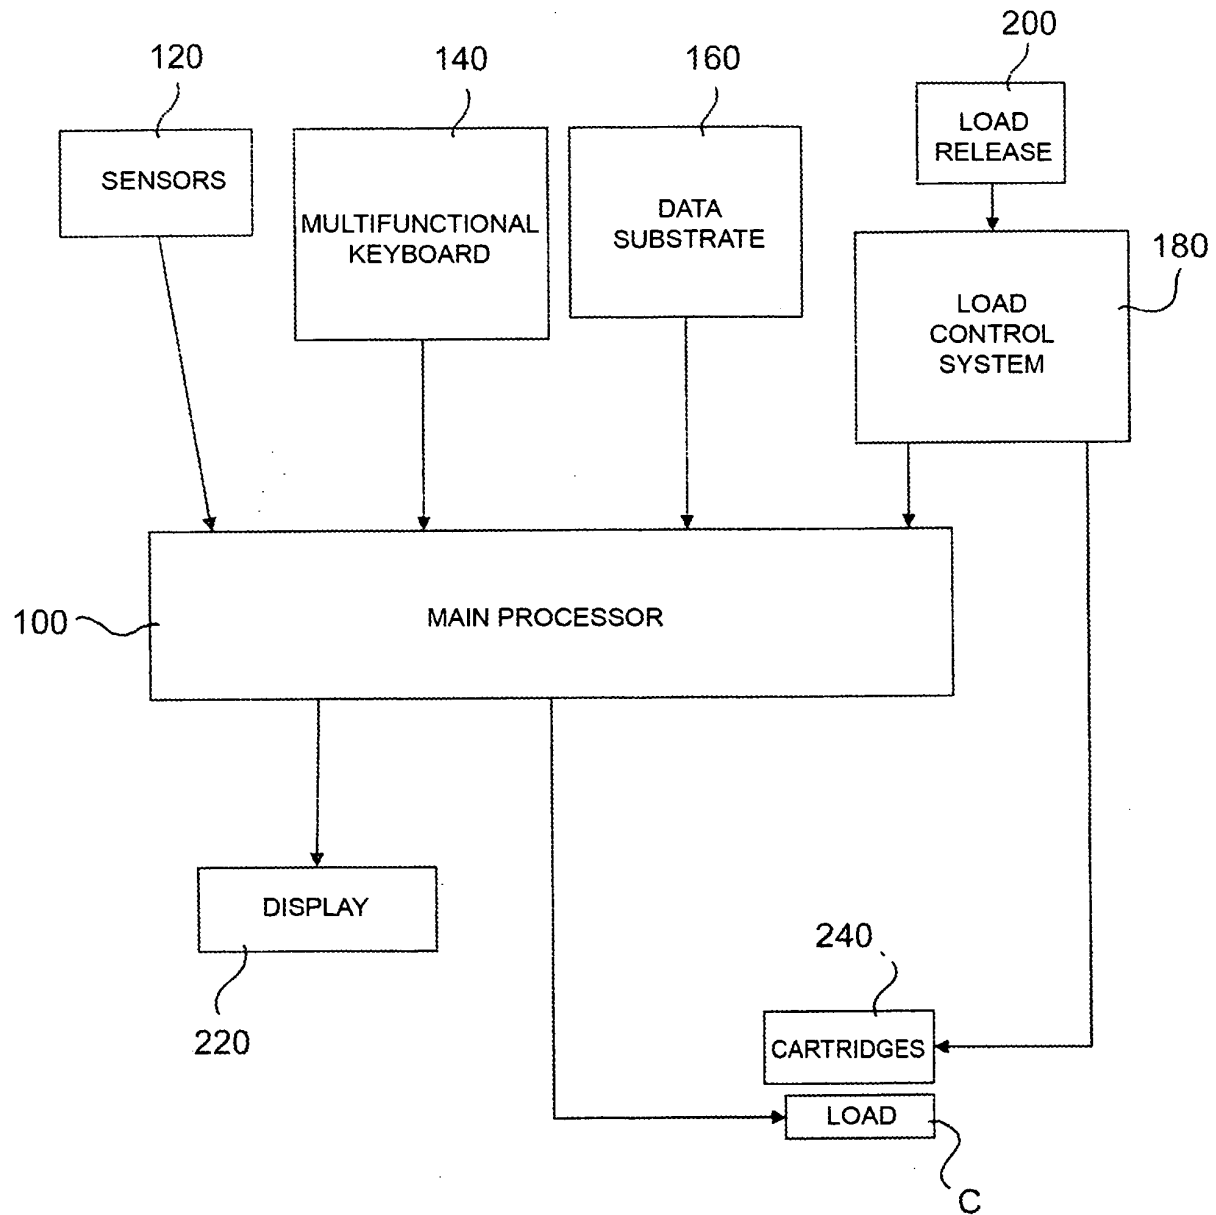 200
120
140
160
LOAD
RELEASE
SENSORS
MULTIFUNCTIONAL
KEYBOARD
DATA
SUBSTRATE
180
LOAD
CONTROL
SYSTEM
100
MAIN PROCESSOR
DISPLAY
220
240
CARTRIDGES
LOAD
C